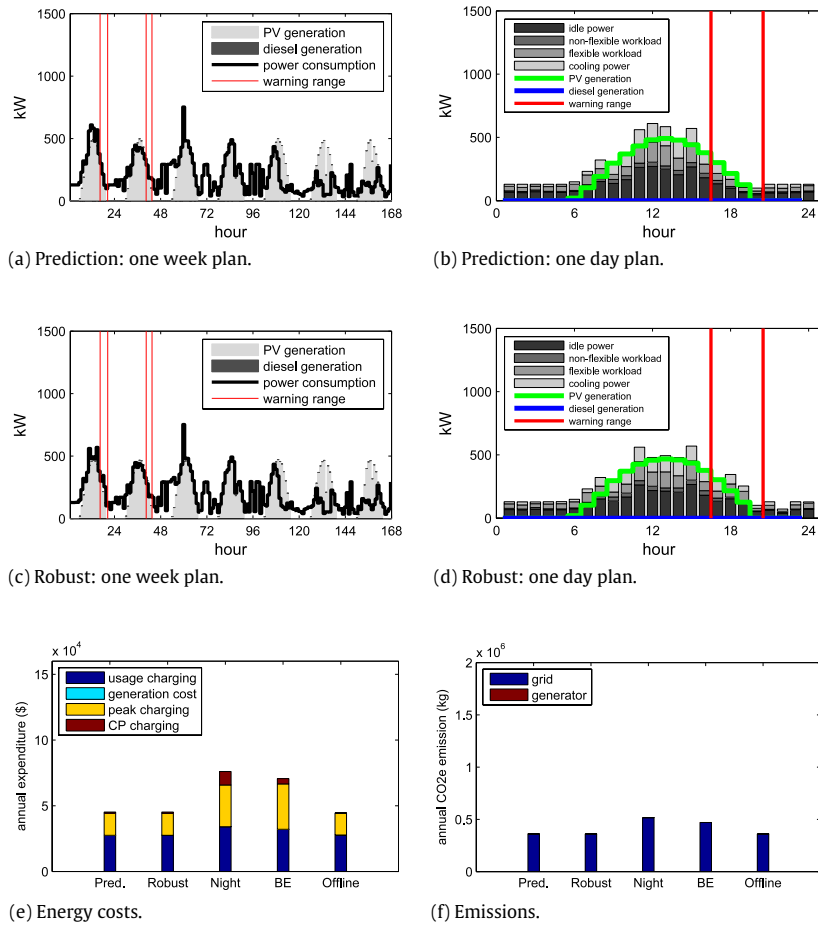 1500
1000
500
0
kW
PV generation
diesel generation
power consumption
warning range
24 48 72 96 120 144 168
hour
(a) Prediction: one week plan.
1500
1000
500
0
kW
idle power
non-flexible workload
flexible workload
cooling power
PV generation
diesel generation
warning range
0 6 12 18 24
hour
(b) Prediction: one day plan.
1500
1000
500
0
kW
PV generation
diesel generation
power consumption
warning range
24 48 72 96 120 144 168
hour
(c) Robust: one week plan.
1500
1000
500
0
kW
idle power
non-flexible workload
flexible workload
cooling power
PV generation
diesel generation
warning range
0 6 12 18 24
hour
(d) Robust: one day plan.
x 10^4
15
10
5
0
annual expenditure ($)
usage charging
generation cost
peak charging
CP charging
Pred. Robust Night BE Offline
(e) Energy costs.
x 10^6
2
1.5
1
0.5
0
annual CO2e emission (kg)
grid
generator
Pred. Robust Night BE Offline
(f) Emissions.